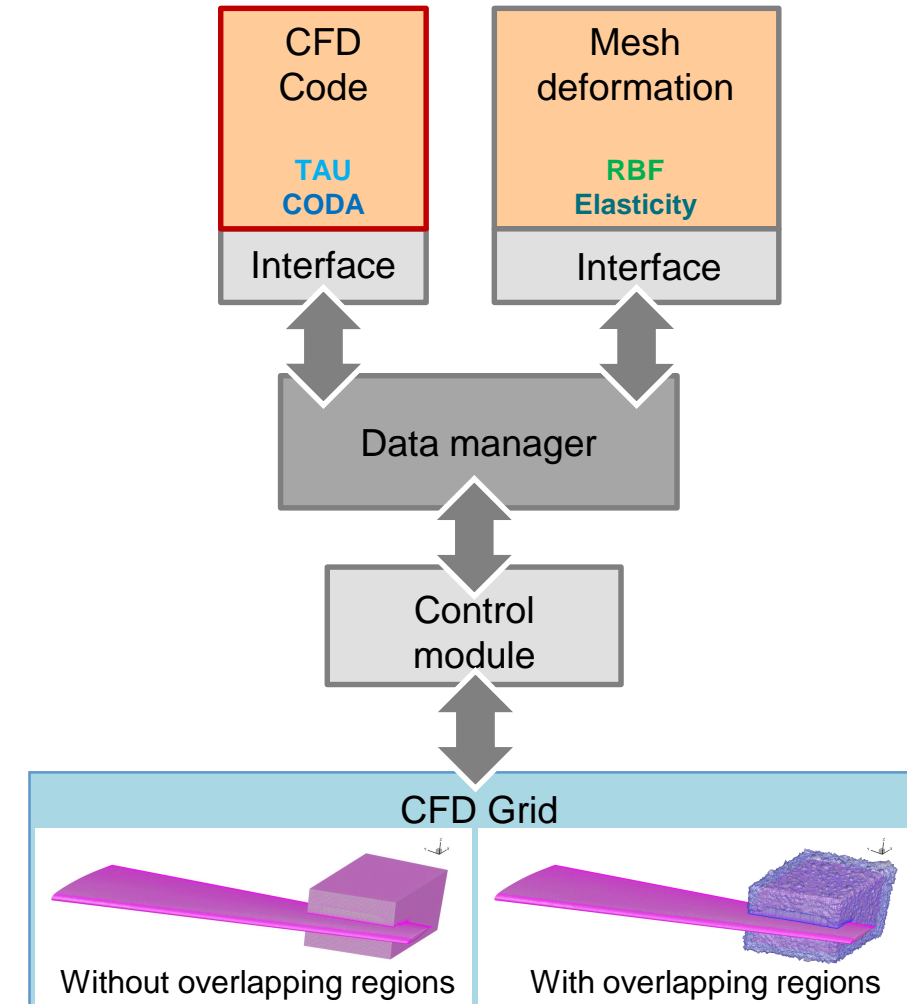 CFD
Code
TAU
CODA
Interface
Mesh
deformation
RBF
Elasticity
Interface
Data manager
Control
module
CFD Grid
Without overlapping regions
With overlapping regions